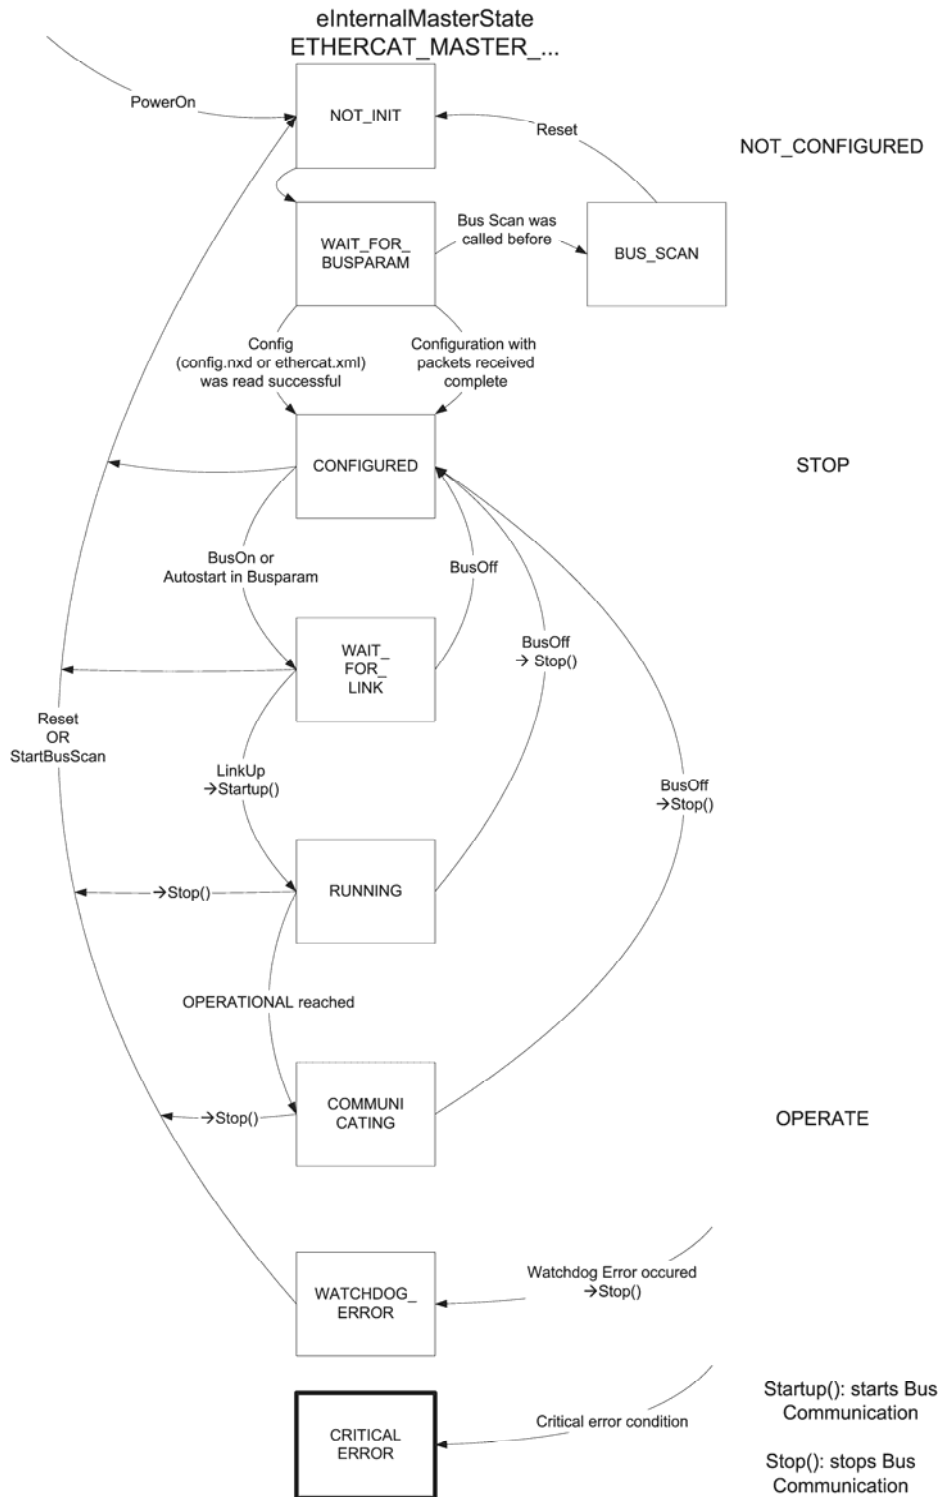 eInternalMasterState
ETHERCAT_MASTER_...
PowerOn
NOT_INIT
Reset
NOT_CONFIGURED
WAIT_FOR_
BUSPARAM
Bus Scan was
called before
BUS_SCAN
Config
(config.nxd or ethercat.xml)
was read successful
Configuration with
packets received
complete
CONFIGURED
STOP
BusOn or
Autostart in Busparam
BusOff
WAIT_
FOR_
LINK
BusOff
→ Stop()
Reset
OR
StartBusScan
LinkUp
→Startup()
BusOff
→Stop()
→Stop()
RUNNING
OPERATIONAL reached
→Stop()
COMMUNI
CATING
OPERATE
WATCHDOG_
ERROR
Watchdog Error occured
→Stop()
CRITICAL
ERROR
Critical error condition
Startup(): starts Bus
Communication
Stop(): stops Bus
Communication